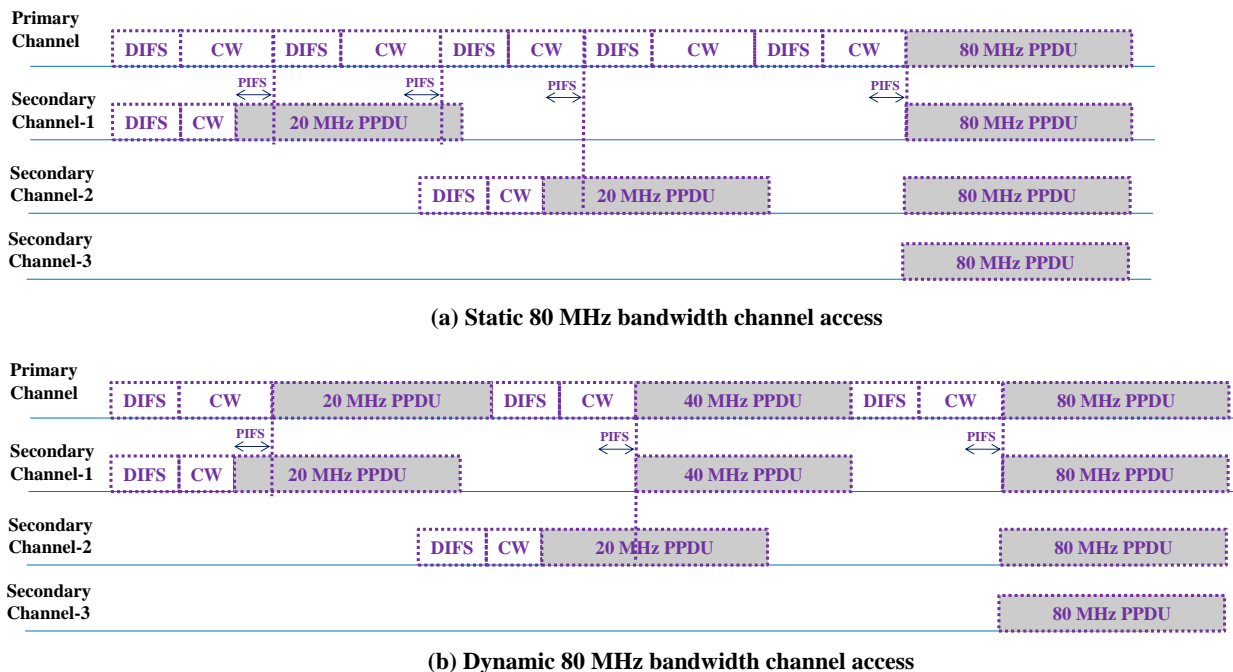 Primary
Channel
DIFS CW DIFS CW DIFS CW DIFS CW DIFS CW 80 MHz PPDU
PIFS PIFS PIFS PIFS
Secondary
Channel-1
DIFS CW 20 MHz PPDU 80 MHz PPDU
Secondary
Channel-2
DIFS CW 20 MHz PPDU 80 MHz PPDU
Secondary
Channel-3
80 MHz PPDU
(a) Static 80 MHz bandwidth channel access
Primary
Channel
DIFS CW 20 MHz PPDU DIFS CW 40 MHz PPDU DIFS CW 80 MHz PPDU
PIFS PIFS PIFS
Secondary
Channel-1
DIFS CW 20 MHz PPDU 40 MHz PPDU 80 MHz PPDU
Secondary
Channel-2
DIFS CW 20 MHz PPDU 80 MHz PPDU
Secondary
Channel-3
80 MHz PPDU
(b) Dynamic 80 MHz bandwidth channel access